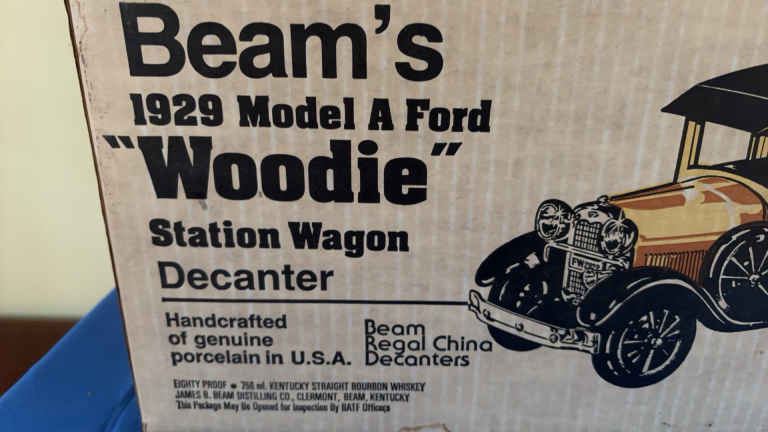 Beam's
1929 Model A Ford
"Woodie"
Station Wagon
Decanter
Handcrafted
of genuine
porcelain in U.S.A.
Beam
Regal China
Decanters
EIGHTY PROOF • 750 ml. KENTUCKY STRAIGHT BOURBON WHISKEY
JAMES B. BEAM DISTILLING CO., CLERMONT, BEAM, KENTUCKY
This Package May Be Opened for Inspection By BATF Officers